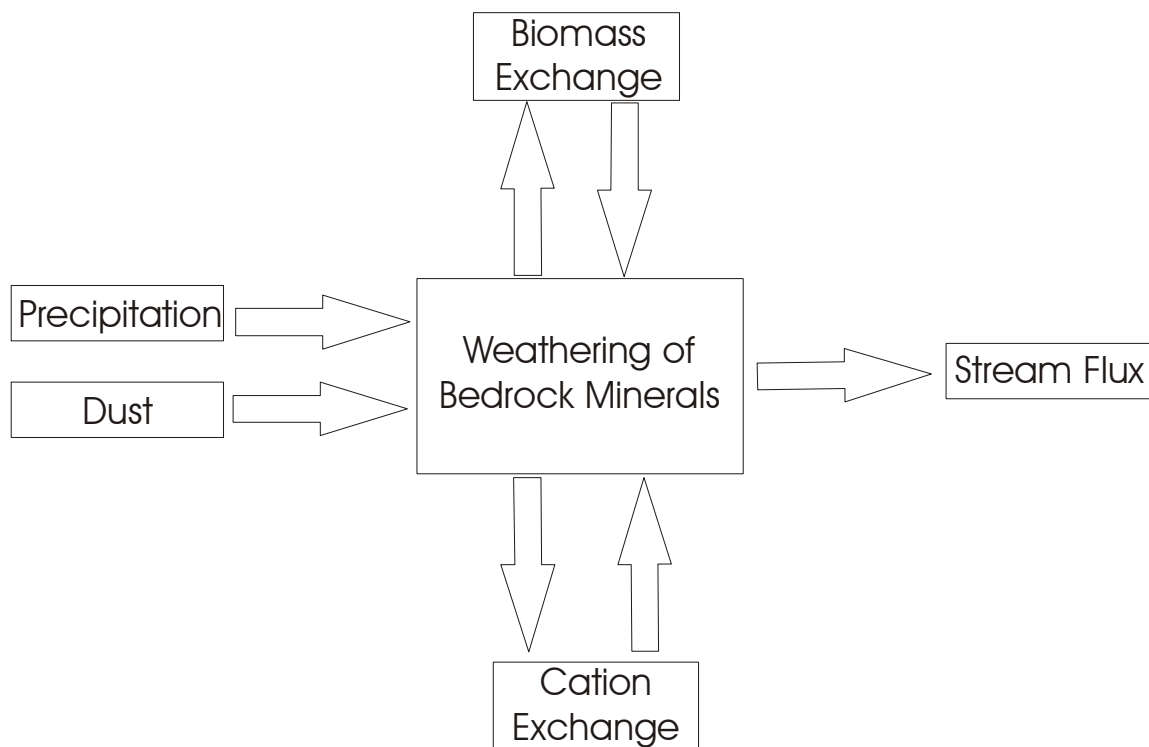 Biomass
Exchange
Precipitation
Dust
Weathering of
Bedrock Minerals
Stream Flux
Cation
Exchange